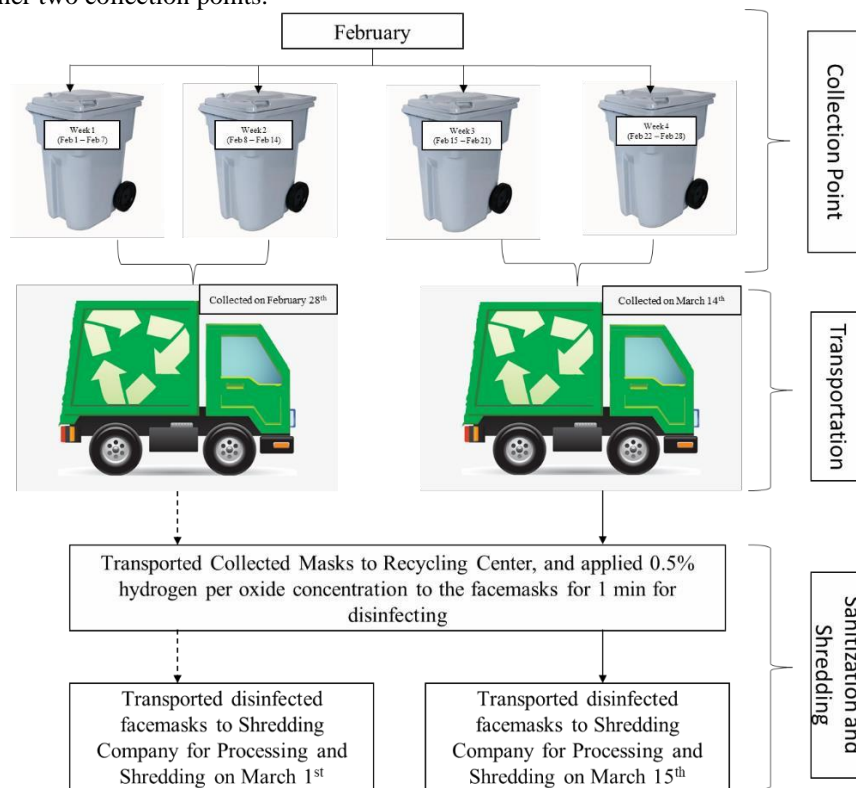 two collection points.
February
Week 1
(Feb 1 – Feb 7)
Week 2
(Feb 8 – Feb 14)
Week 3
(Feb 15 – Feb 21)
Week 4
(Feb 22 – Feb 28)
Collection Point
Collected on February 28th
Collected on March 14th
Transportation
Transported Collected Masks to Recycling Center, and applied 0.5%
hydrogen per oxide concentration to the facemasks for 1 min for
disinfecting
Sanitization and
Shredding
Transported disinfected
facemasks to Shredding
Company for Processing and
Shredding on March 1st
Transported disinfected
facemasks to Shredding
Company for Processing and
Shredding on March 15th